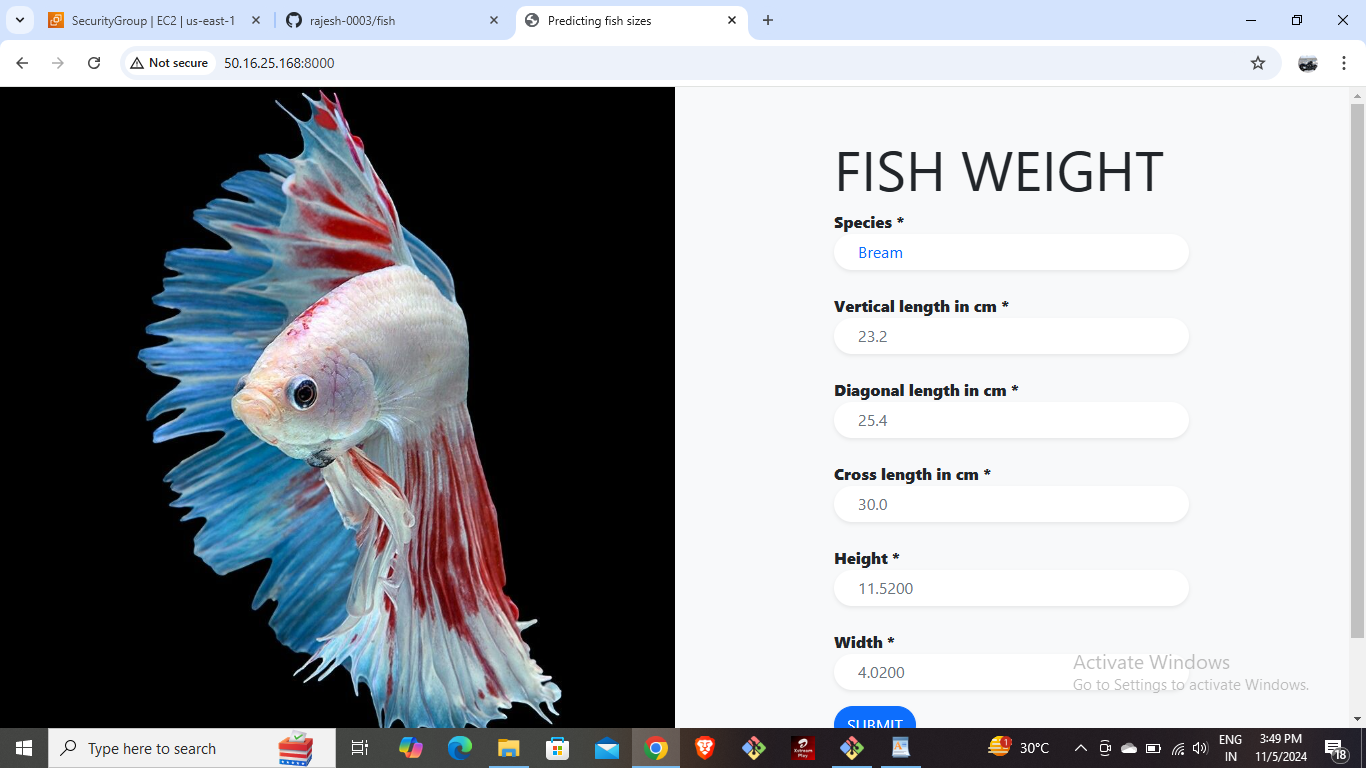 SecurityGroup | EC2 | us-east-1
rajesh-0003/fish
Predicting fish sizes
Not secure
50.16.25.168:8000
FISH WEIGHT
Species *
Bream
Vertical length in cm *
23.2
Diagonal length in cm *
25.4
Cross length in cm *
30.0
Height *
11.5200
Width *
4.0200
Activate Windows
Go to Settings to activate Windows.
SUBMIT
Type here to search
1
30°C
ENG
IN
3:49 PM
11/5/2024
18